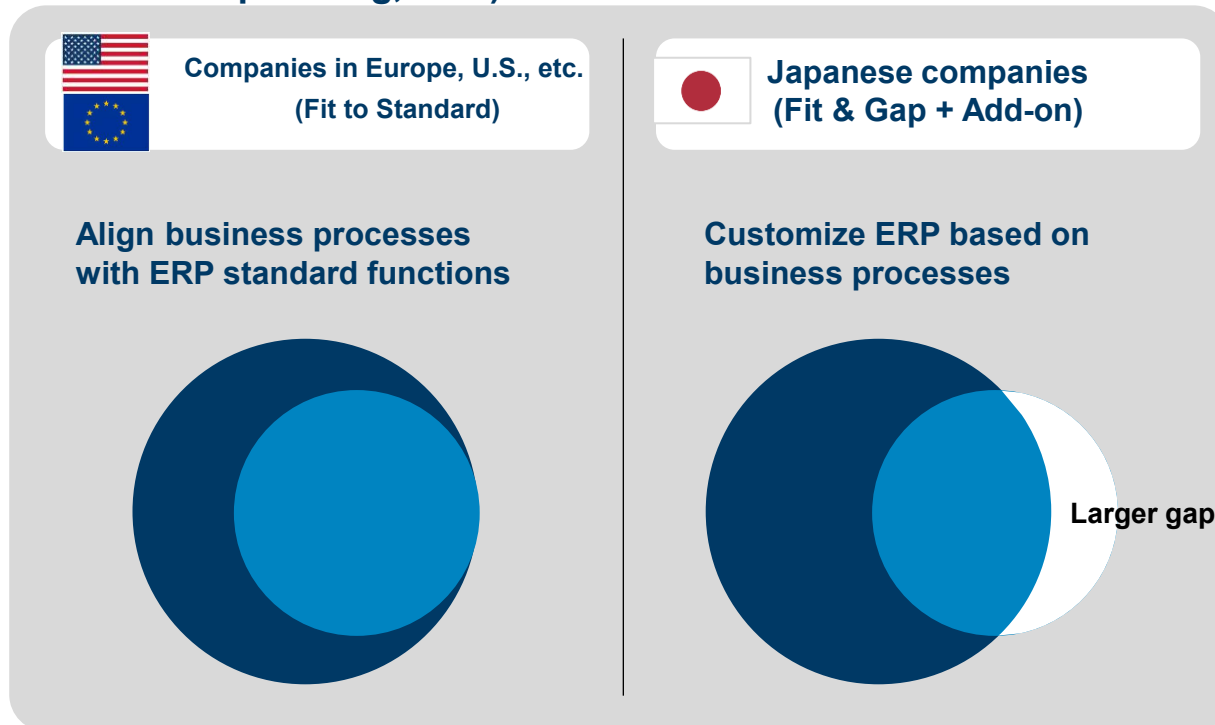 Companies in Europe, U.S., etc.
(Fit to Standard)
Japanese companies
(Fit & Gap + Add-on)
Align business processes
with ERP standard functions
Customize ERP based on
business processes
Larger gap